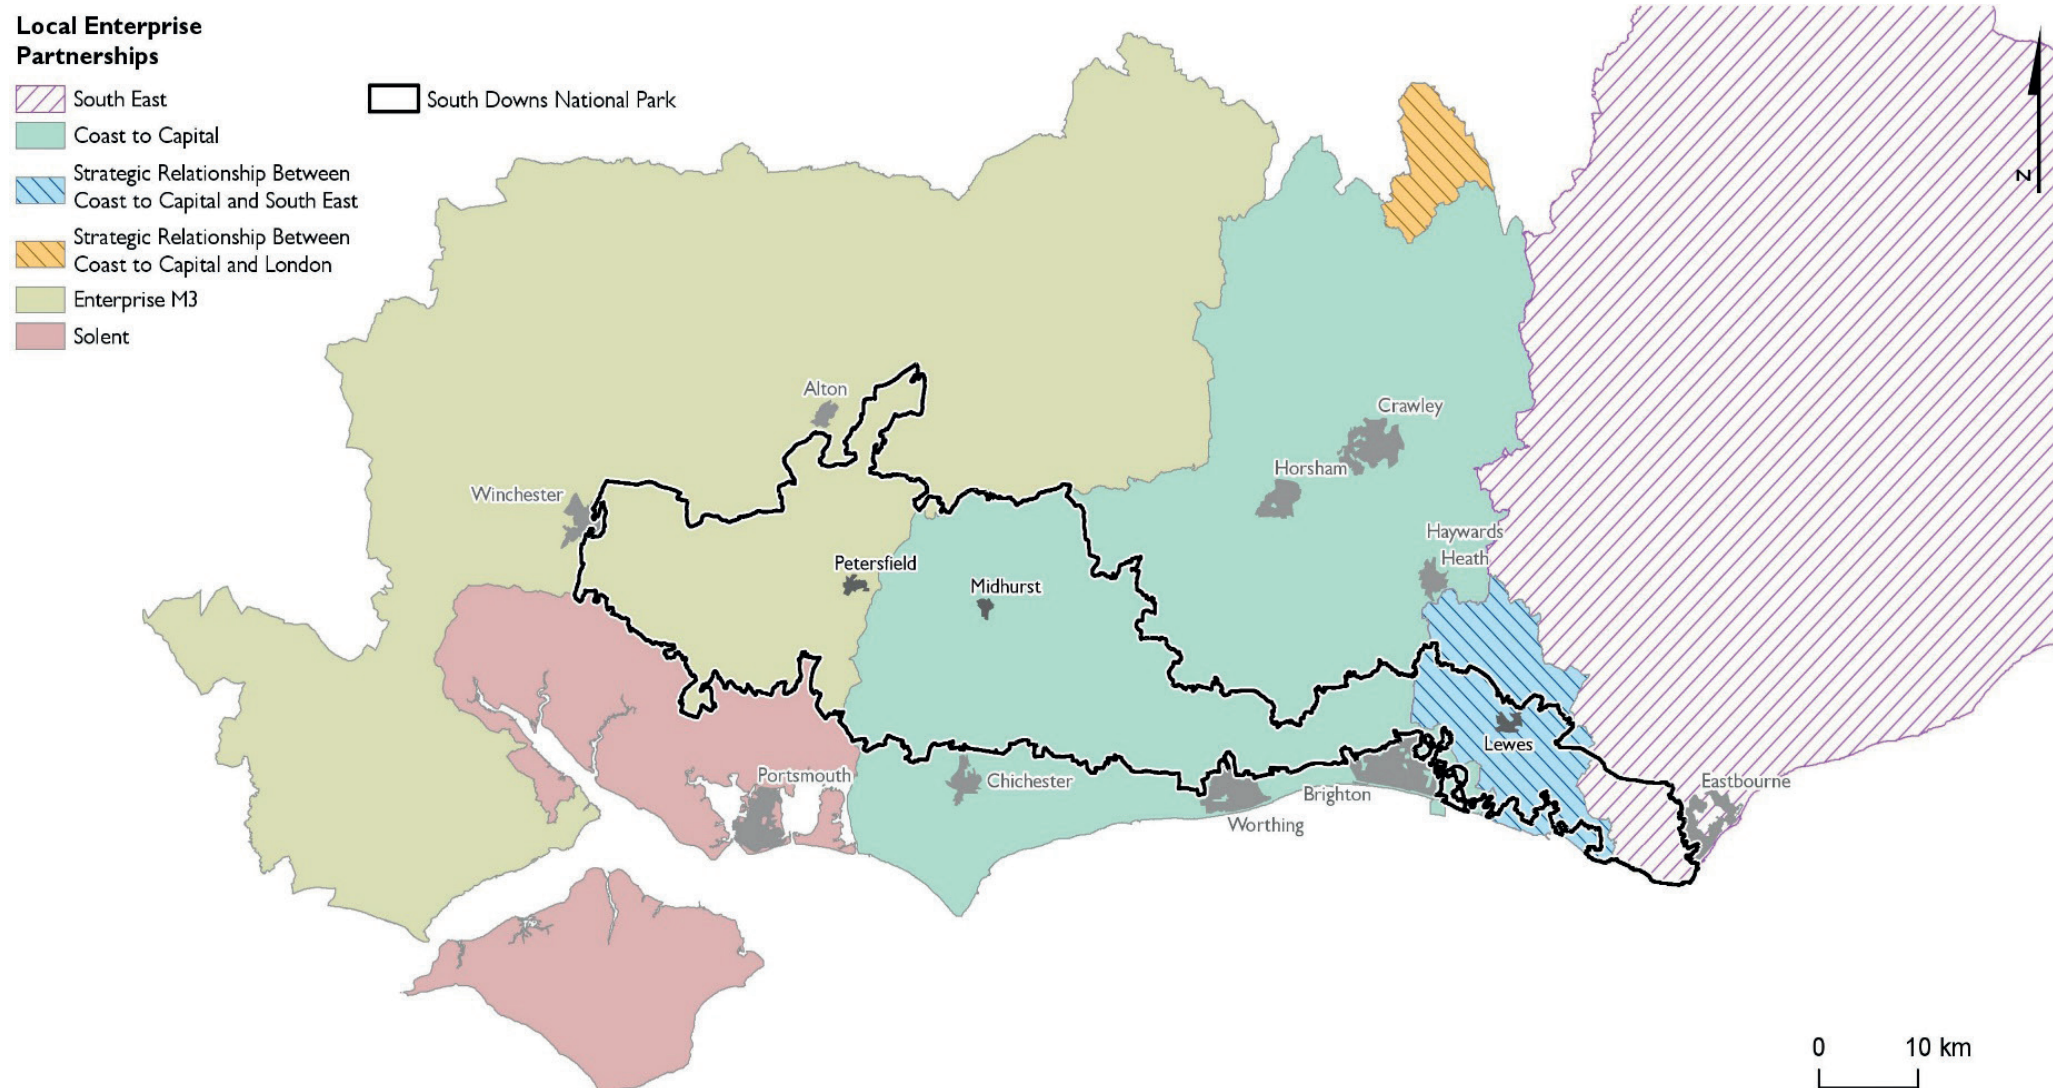 Local Enterprise
Partnerships
South East
South Downs National Park
Coast to Capital
Strategic Relationship Between
Coast to Capital and South East
Strategic Relationship Between
Coast to Capital and London
Enterprise M3
Solent
N
Alton
Crawley
Horsham
Winchester
Haywards
Heath
Petersfield
Midhurst
Lewes
Portsmouth
Chichester
Eastbourne
Brighton
Worthing
0 10 km